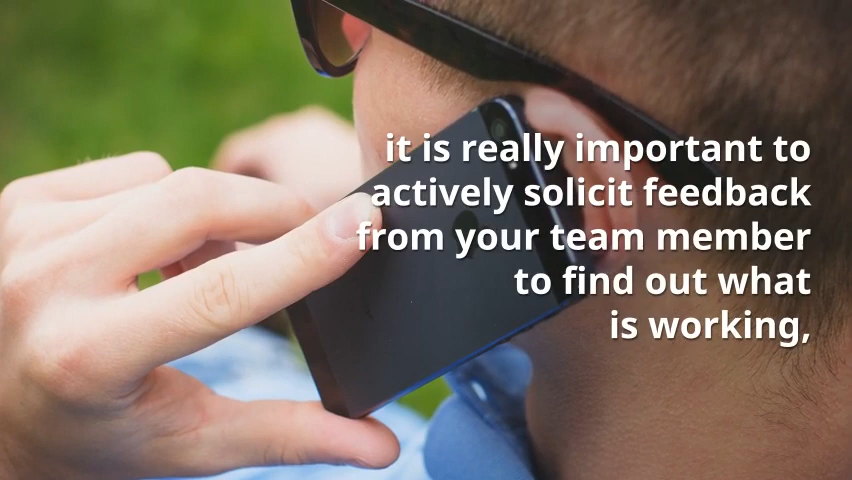 it is really important to
actively solicit feedback
from your team member
to find out what
is working,